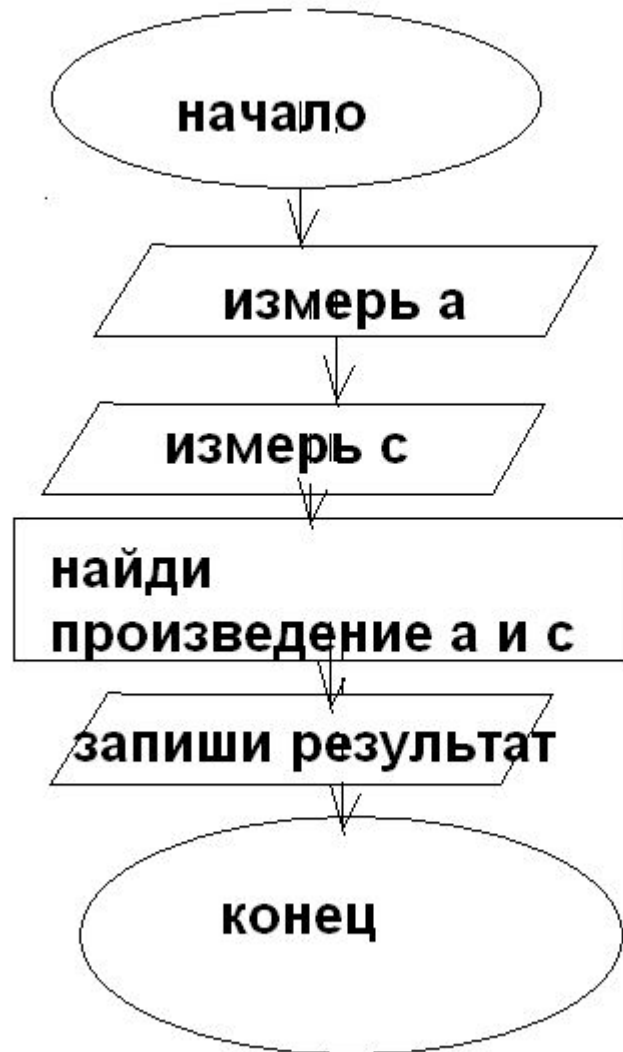 начало
измерь а
измерь с
найди
произведение а и с
запиши результат
конец